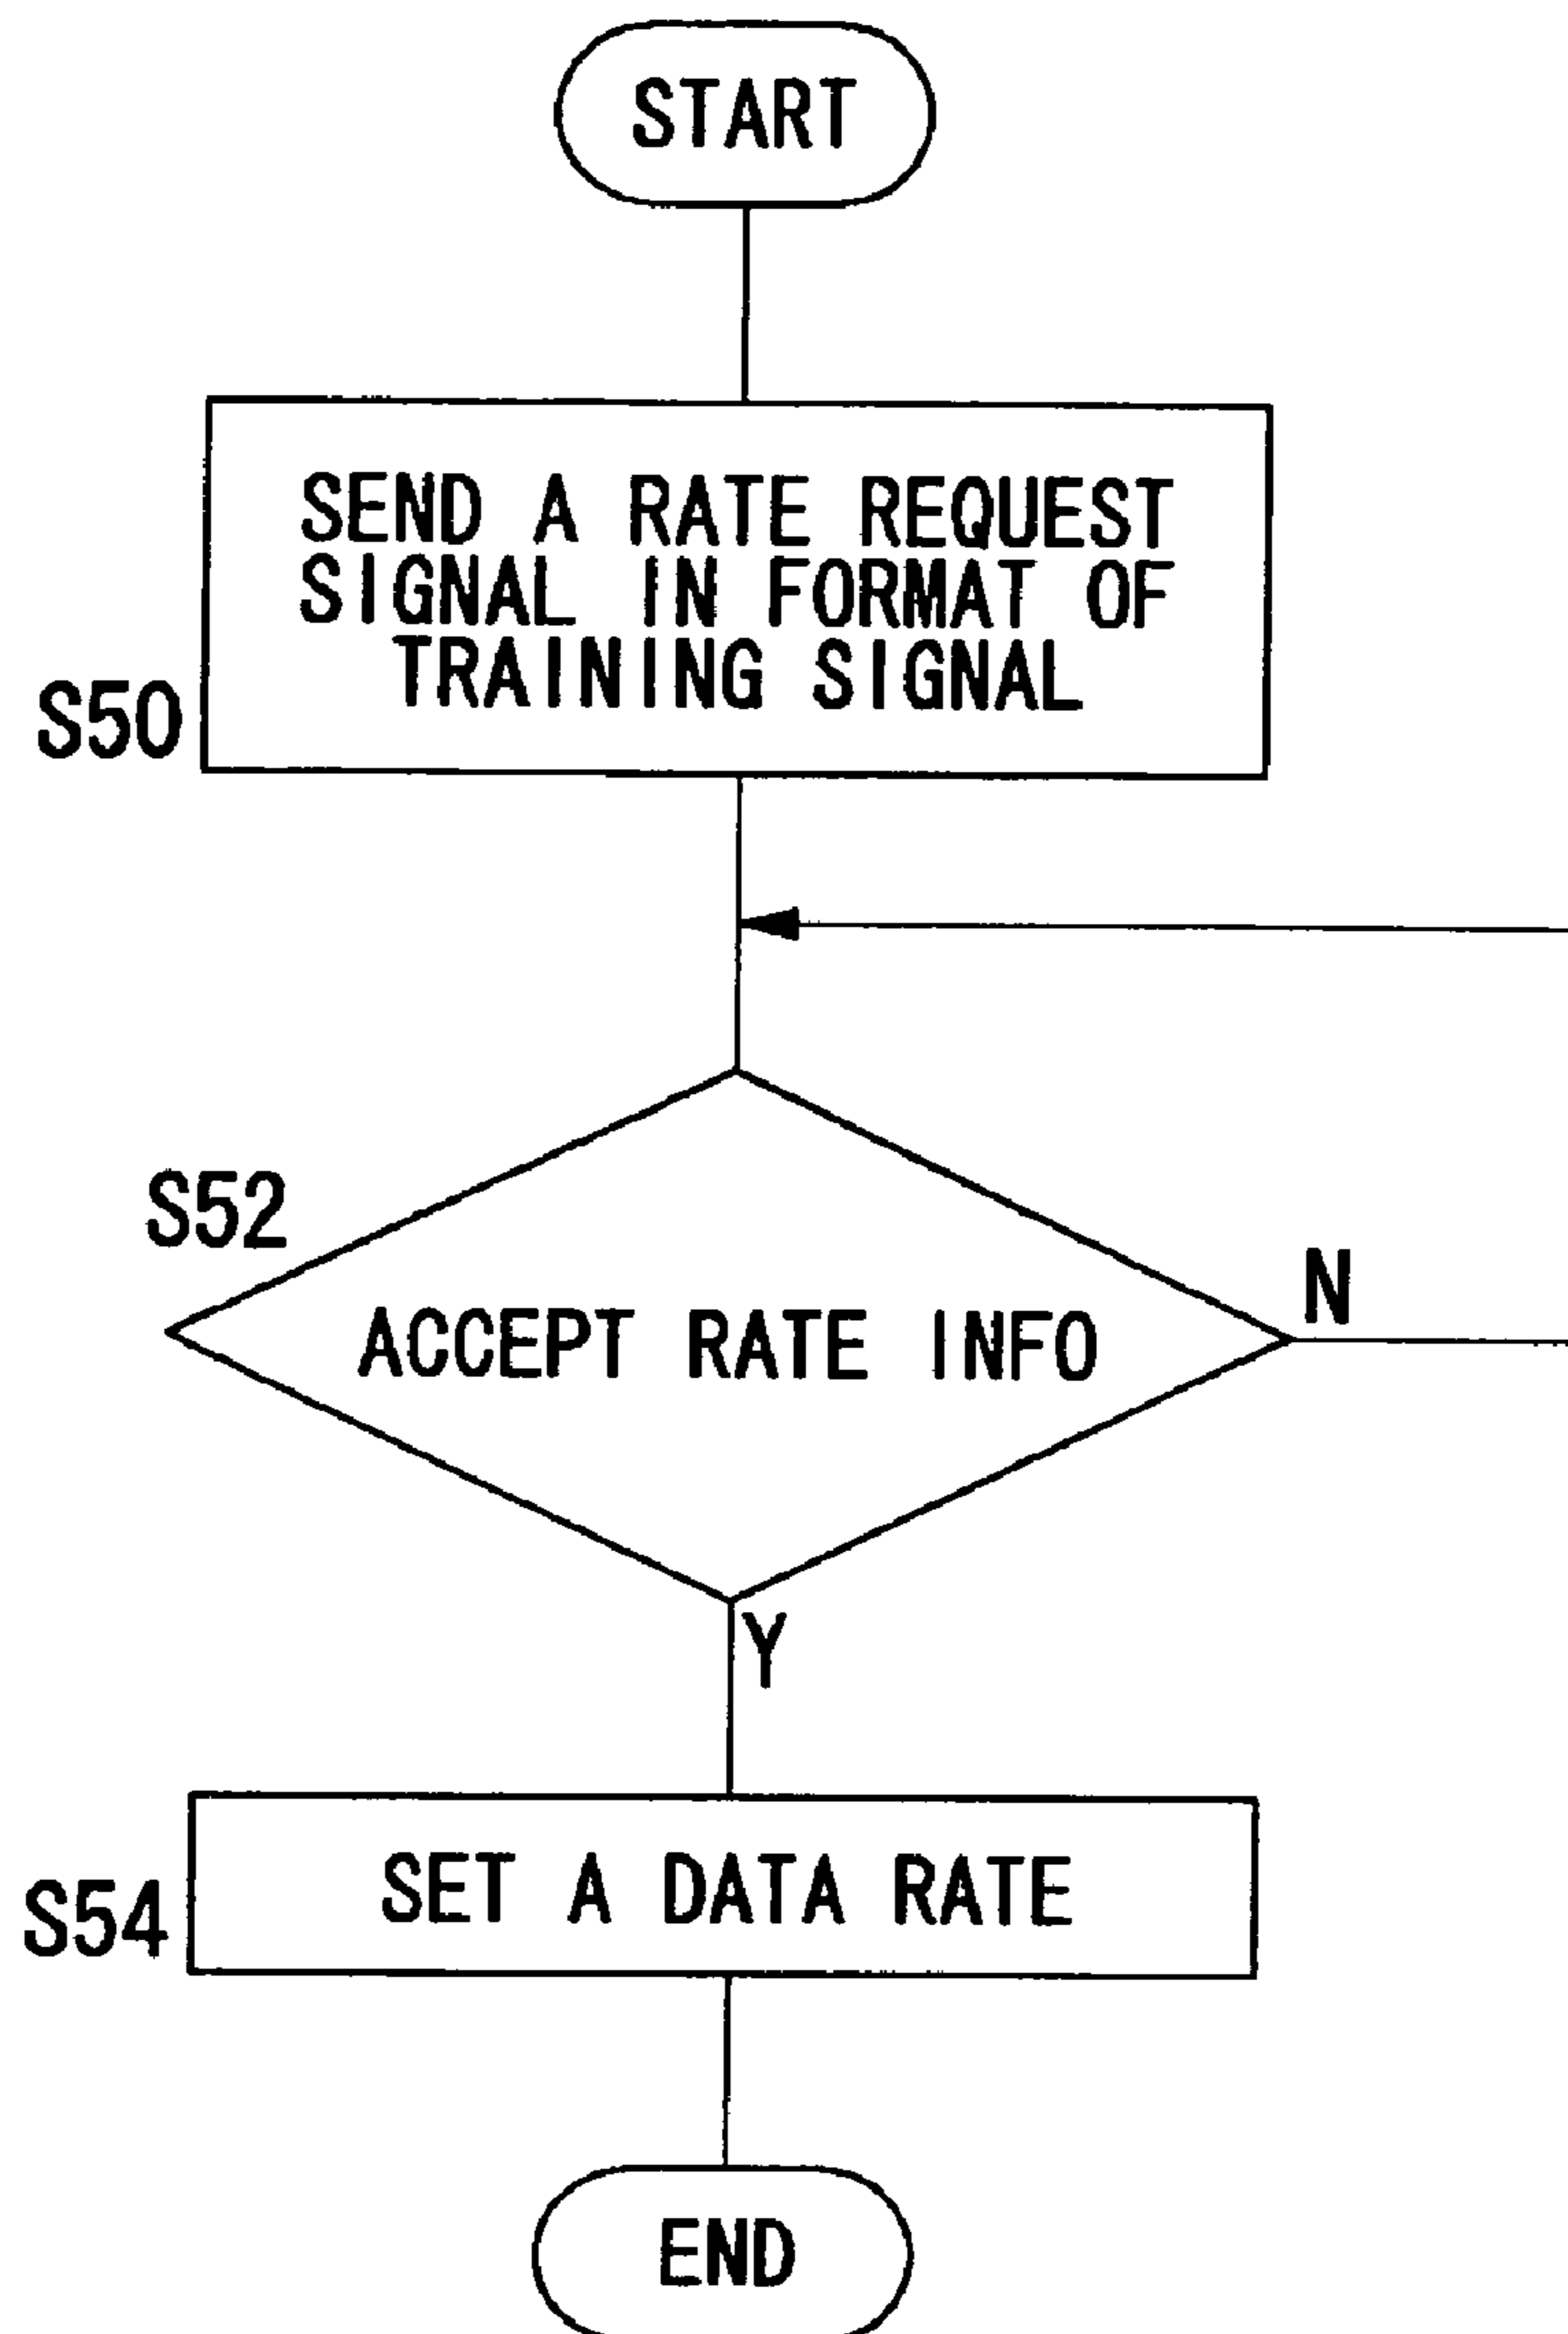 START
SEND A RATE REQUEST
SIGNAL IN FORMAT OF
TRAINING SIGNAL
S50
S52
ACCEPT RATE INFO
N
Y
SET A DATA RATE
S54
END